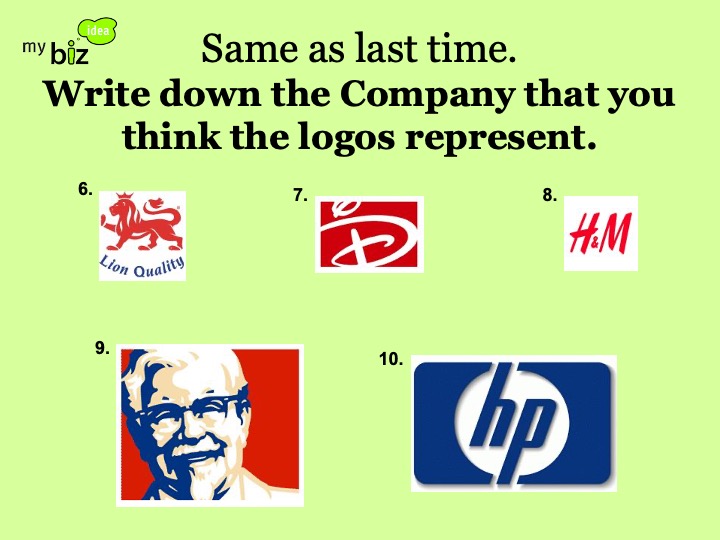 my biz idea
Same as last time.
Write down the Company that you
think the logos represent.
6.
7.
8.
Lion Quality
D
H&M
9.
10.
hp